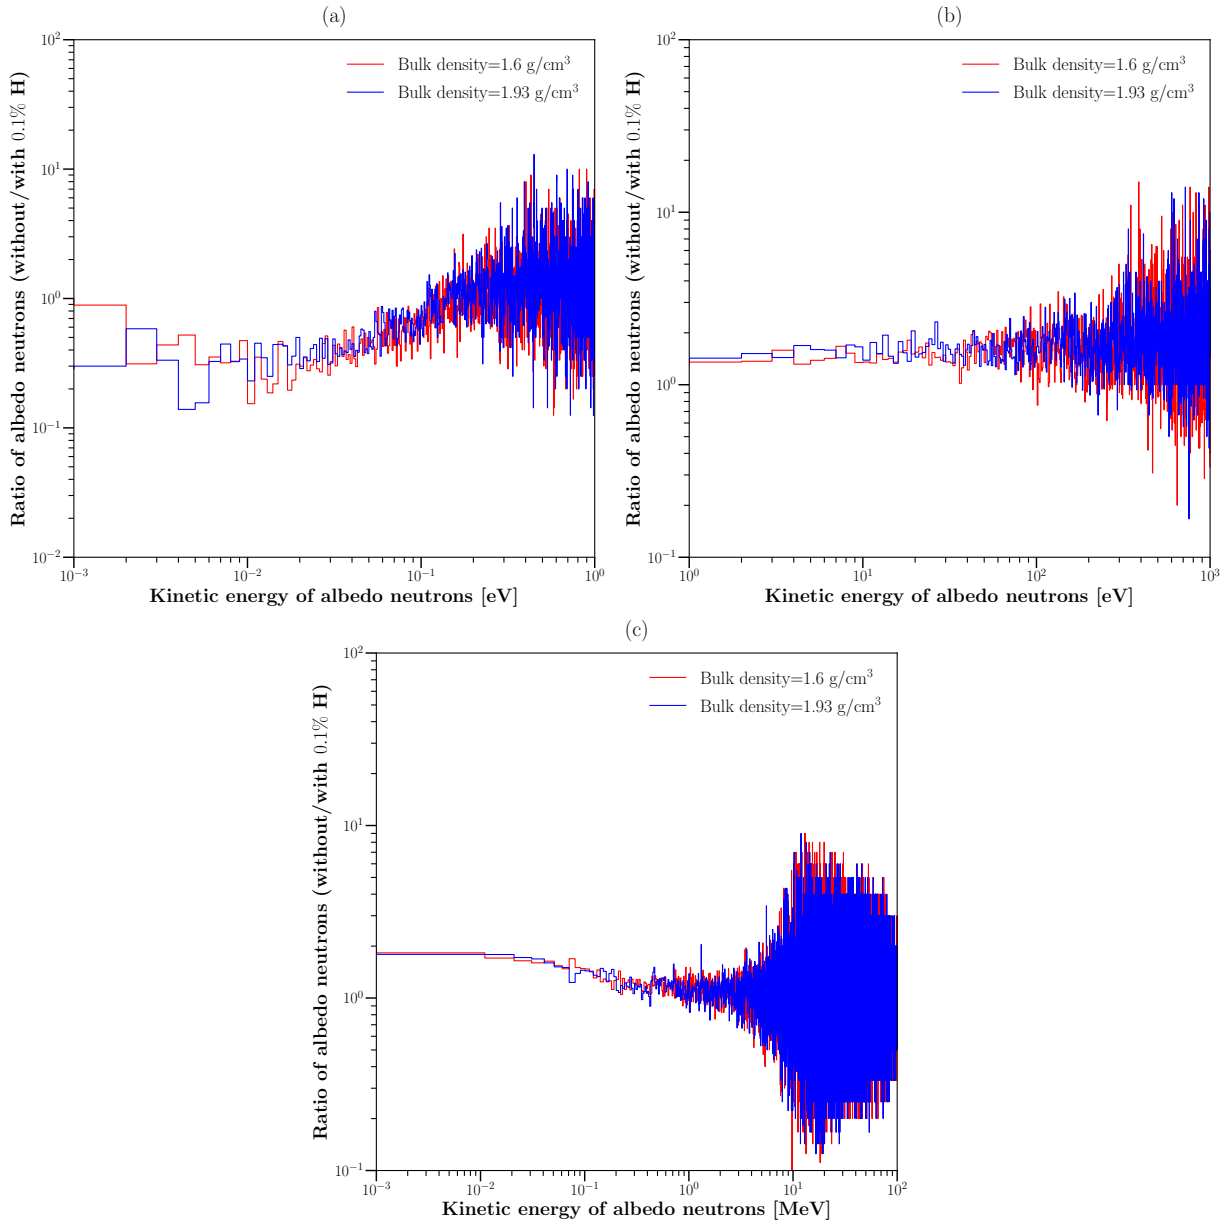 (a)
Ratio of albedo neutrons (without/with 0.1% H)
10²
10¹
10⁰
10⁻¹
10⁻²
Bulk density=1.6 g/cm³
Bulk density=1.93 g/cm³
10⁻³
10⁻²
10⁻¹
10⁰
Kinetic energy of albedo neutrons [eV]
(b)
Ratio of albedo neutrons (without/with 0.1% H)
10²
10¹
10⁰
10⁻¹
Bulk density=1.6 g/cm³
Bulk density=1.93 g/cm³
10⁰
10¹
10²
10³
Kinetic energy of albedo neutrons [eV]
(c)
Ratio of albedo neutrons (without/with 0.1% H)
10²
10¹
10⁰
10⁻¹
Bulk density=1.6 g/cm³
Bulk density=1.93 g/cm³
10⁻³
10⁻²
10⁻¹
10⁰
10¹
10²
Kinetic energy of albedo neutrons [MeV]